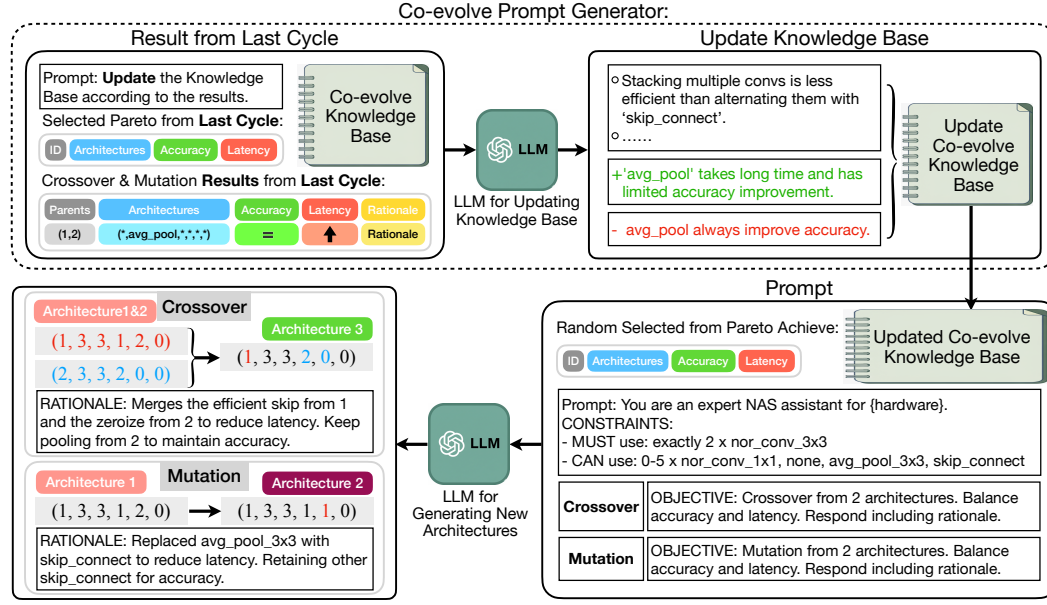 Co-evolve Prompt Generator:
Result from Last Cycle
Prompt: Update the Knowledge
Base according to the results.
Selected Pareto from Last Cycle:
ID Architectures Accuracy Latency
Co-evolve
Knowledge
Base
Crossover & Mutation Results from Last Cycle:
Parents Architectures Accuracy Latency Rationale
(1,2) (*,avg_pool,*,*,*,*) = Rationale
LLM
LLM for Updating
Knowledge Base
Update Knowledge Base
Stacking multiple convs is less
efficient than alternating them with
‘skip_connect’.
......
+'avg_pool' takes long time and has
limited accuracy improvement.
- avg_pool always improve accuracy.
Update
Co-evolve
Knowledge
Base
Prompt
Random Selected from Pareto Achieve:
ID Architectures Accuracy Latency
Updated Co-evolve
Knowledge Base
Prompt: You are an expert NAS assistant for {hardware}.
CONSTRAINTS:
- MUST use: exactly 2 x nor_conv_3x3
- CAN use: 0-5 x nor_conv_1x1, none, avg_pool_3x3, skip_connect
Crossover
OBJECTIVE: Crossover from 2 architectures. Balance
accuracy and latency. Respond including rationale.
Mutation
OBJECTIVE: Mutation from 2 architectures. Balance
accuracy and latency. Respond including rationale.
LLM
LLM for
Generating New
Architectures
Architecture1&2 Crossover
Architecture 3
(1, 3, 3, 1, 2, 0)
(1, 3, 3, 2, 0, 0)
(2, 3, 3, 2, 0, 0)
RATIONALE: Merges the efficient skip from 1
and the zeroize from 2 to reduce latency. Keep
pooling from 2 to maintain accuracy.
Mutation
Architecture 1 Architecture 2
(1, 3, 3, 1, 2, 0) (1, 3, 3, 1, 1, 0)
RATIONALE: Replaced avg_pool_3x3 with
skip_connect to reduce latency. Retaining other
skip_connect for accuracy.